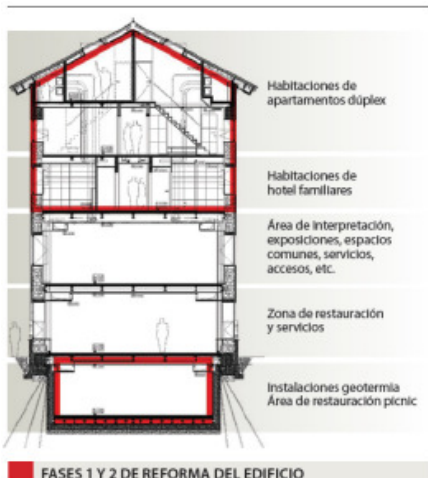 Habitaciones de
apartamentos dúplex
Habitaciones de
hotel familiares
Área de interpretación,
exposiciones, espacios
comunes, servicios,
accesos, etc.
Zona de restauración
y servicios
Instalaciones geotermia
Área de restauración picnic
FASES 1 Y 2 DE REFORMA DEL EDIFICIO